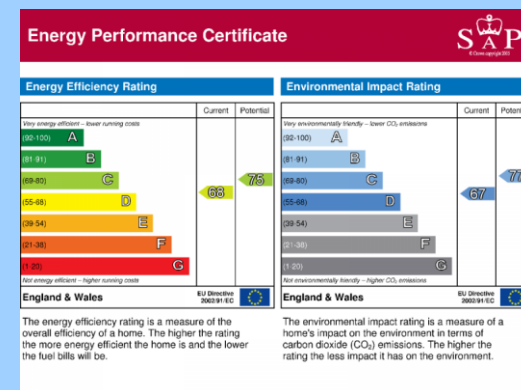 Energy Performance Certificate
SAP
© Crown copyright 2005
Energy Efficiency Rating
Current Potential
Very energy efficient – lower running costs
(92-100) A
(81-91) B
(69-80) C
(55-68) D
(39-54) E
(21-38) F
(1-20) G
68
75
Not energy efficient – higher running costs
England & Wales
EU Directive
2002/91/EC
The energy efficiency rating is a measure of the
overall efficiency of a home. The higher the rating
the more energy efficient the home is and the lower
the fuel bills will be.
Environmental Impact Rating
Current Poten
Very environmentally friendly – lower CO₂ emissions
(92-100) A
(81-91) B
(69-80) C
(55-68) D
(39-54) E
(21-38) F
(1-20) G
67
77
Not environmentally friendly – higher CO₂ emissions
England & Wales
EU Directive
2002/91/EC
The environmental impact rating is a measure of a
home's impact on the environment in terms of
carbon dioxide (CO₂) emissions. The higher the
rating the less impact it has on the environment.